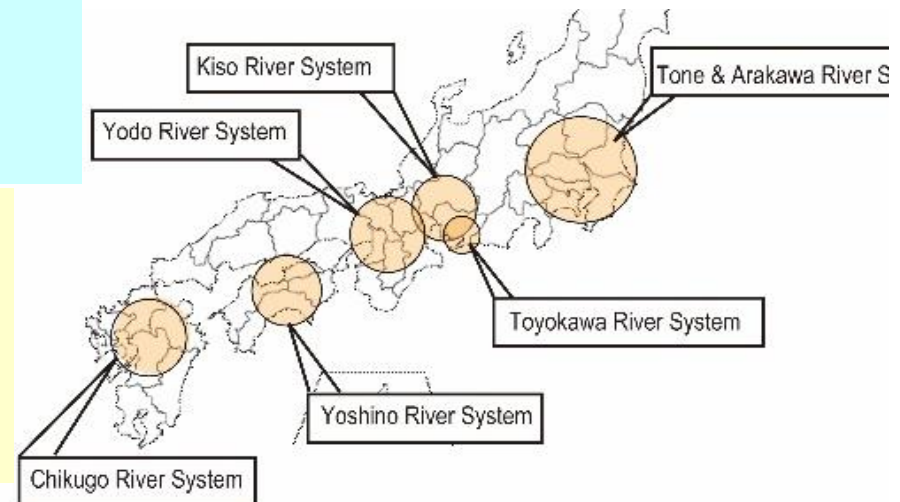 Kiso River System
Tone & Arakawa River S
Yodo River System
Toyokawa River System
Yoshino River System
Chikugo River System